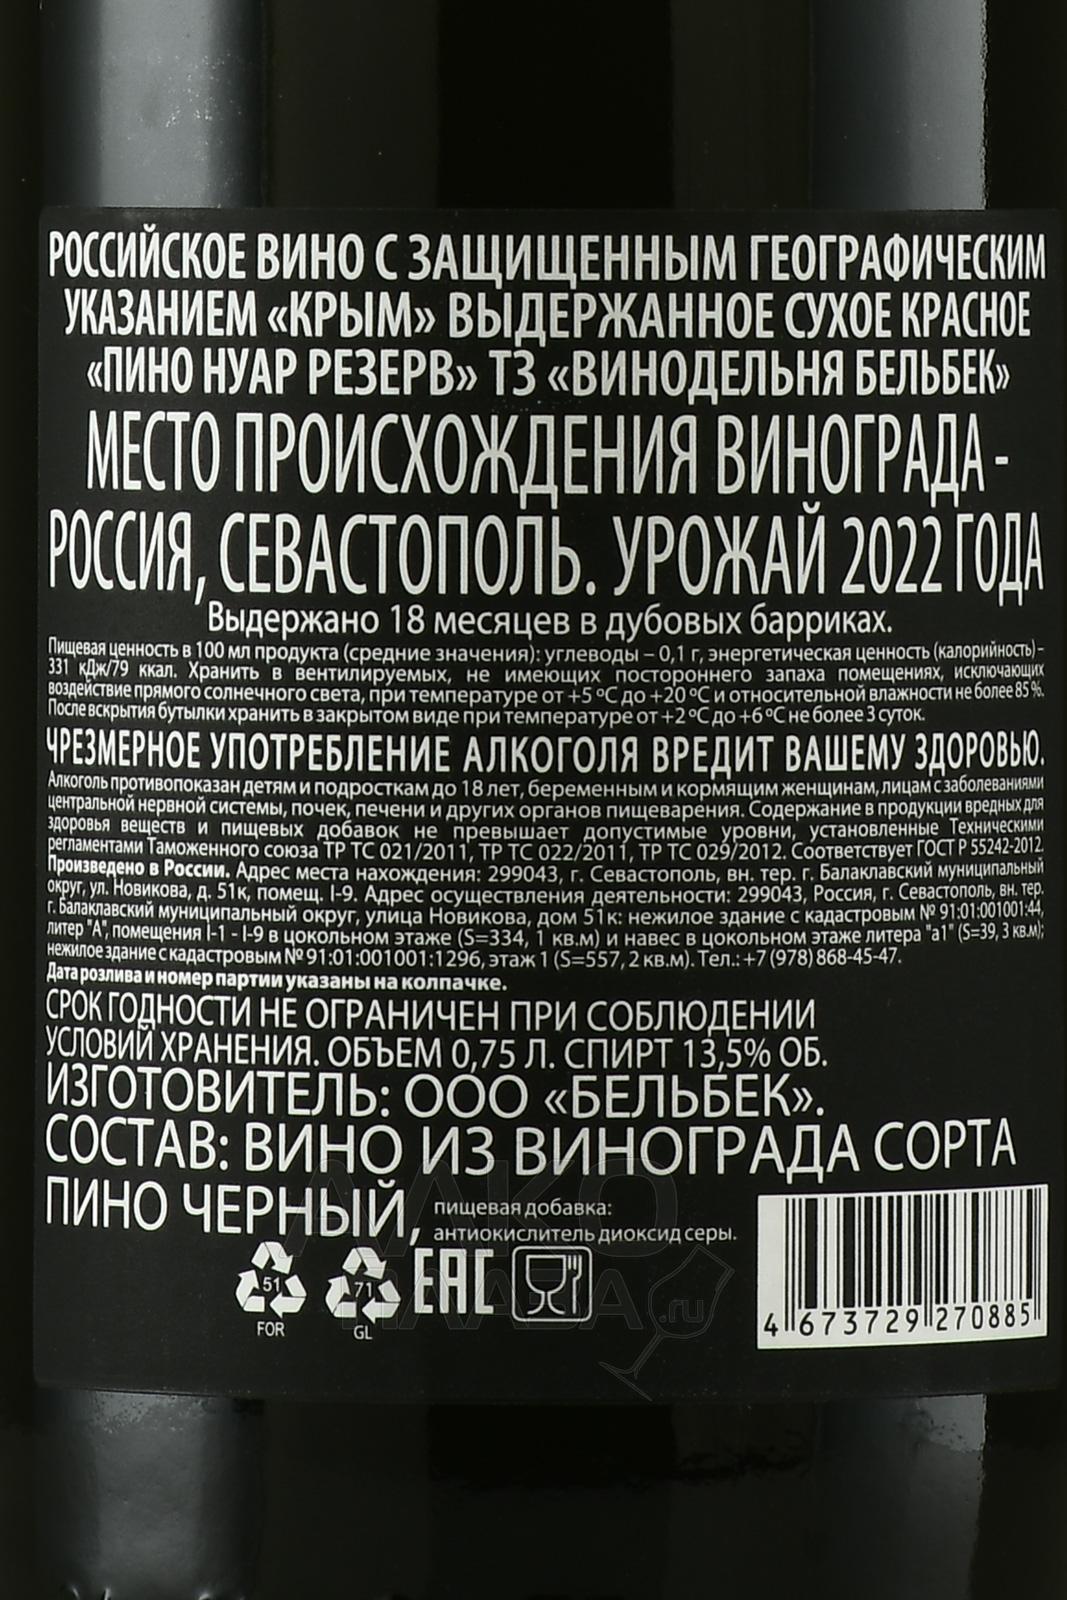 РОССИЙСКОЕ ВИНО С ЗАЩИЩЕННЫМ ГЕОГРАФИЧЕСКИМ
УКАЗАНИЕМ «КРЫМ» ВЫДЕРЖАННОЕ СУХОЕ КРАСНОЕ
«ПИНО НУАР РЕЗЕРВ» ТЗ «ВИНОДЕЛЬНЯ БЕЛЬБЕК»
МЕСТО ПРОИСХОЖДЕНИЯ ВИНОГРАДА -
РОССИЯ, СЕВАСТОПОЛЬ. УРОЖАЙ 2022 ГОДА
Выдержано 18 месяцев в дубовых барриках.
Пищевая ценность в 100 мл продукта (средние значения): углеводы – 0,1 г, энергетическая ценность (калорийность) -
331 кДж/79 ккал. Хранить в вентилируемых, не имеющих постороннего запаха помещениях, исключающих
воздействие прямого солнечного света, при температуре от +5 ºС до +20 ºС и относительной влажности не более 85 %.
После вскрытия бутылки хранить в закрытом виде при температуре от +2 ºС до +6 ºС не более 3 суток.
ЧРЕЗМЕРНОЕ УПОТРЕБЛЕНИЕ АЛКОГОЛЯ ВРЕДИТ ВАШЕМУ ЗДОРОВЬЮ.
Алкоголь противопоказан детям и подросткам до 18 лет, беременным и кормящим женщинам, лицам с заболеваниями
центральной нервной системы, почек, печени и других органов пищеварения. Содержание в продукции вредных для
здоровья веществ и пищевых добавок не превышает допустимые уровни, установленные Техническими
регламентами Таможенного союза ТР ТС 021/2011, ТР ТС 022/2011, ТР ТС 029/2012. Соответствует ГОСТ Р 55242-2012.
Произведено в России. Адрес места нахождения: 299043, г. Севастополь, вн. тер. г. Балаклавский муниципальный
округ, ул. Новикова, д. 51к, помещ. I-9. Адрес осуществления деятельности: 299043, Россия, г. Севастополь, вн. тер.
г. Балаклавский муниципальный округ, улица Новикова, дом 51к: нежилое здание с кадастровым № 91:01:001001:44,
литер "А", помещения I-1 - I-9 в цокольном этаже (S=334, 1 кв.м) и навес в цокольном этаже литера "а1" (S=39, 3 кв.м);
нежилое здание с кадастровым № 91:01:001001:1296, этаж 1 (S=557, 2 кв.м). Тел.: +7 (978) 868-45-47.
Дата розлива и номер партии указаны на колпачке.
СРОК ГОДНОСТИ НЕ ОГРАНИЧЕН ПРИ СОБЛЮДЕНИИ
УСЛОВИЙ ХРАНЕНИЯ. ОБЪЕМ 0,75 Л. СПИРТ 13,5% ОБ.
ИЗГОТОВИТЕЛЬ: ООО «БЕЛЬБЕК».
СОСТАВ: ВИНО ИЗ ВИНОГРАДА СОРТА
ПИНО ЧЕРНЫЙ, пищевая добавка:
антиокислитель диоксид серы.
51
FOR
71
GL
ЕАС
4 673729 270885
АЛКО
ПЛАЗА.ru